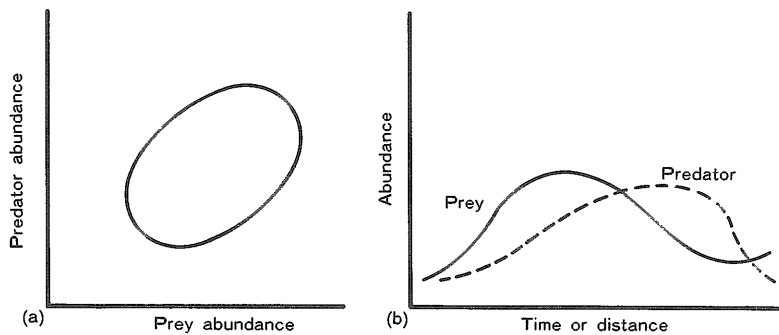 Predator abundance
Prey abundance
(a)
Abundance
Prey
Predator
Time or distance
(b)